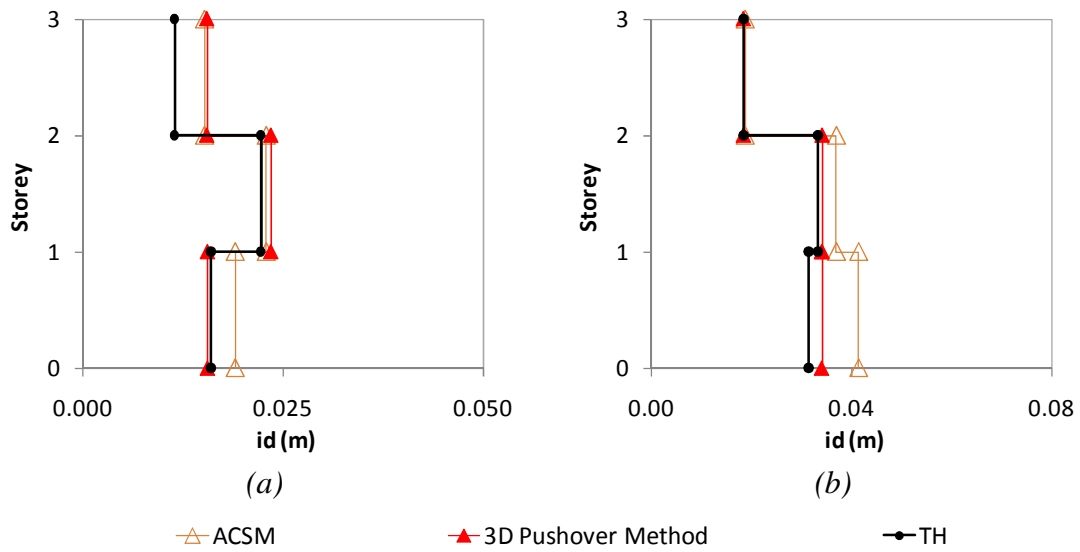 3
2
1
0
Storey
0.000
0.025
0.050
id (m)
(a)
3
2
1
0
Storey
0.00
0.04
0.08
id (m)
(b)
ACSM
3D Pushover Method
TH